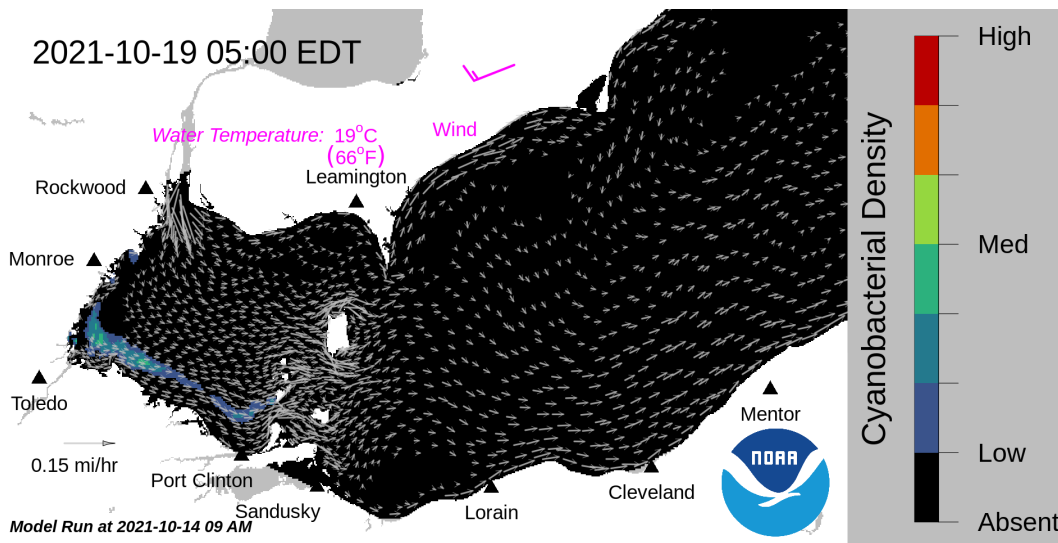 2021-10-19 05:00 EDT
Water Temperature: 19°C
(66°F)
Wind
Leamington
Rockwood
Monroe
Toledo
0.15 mi/hr
Port Clinton
Sandusky
Lorain
Cleveland
Mentor
NOAA
Model Run at 2021-10-14 09 AM
Cyanobacterial Density
High
Med
Low
Absent